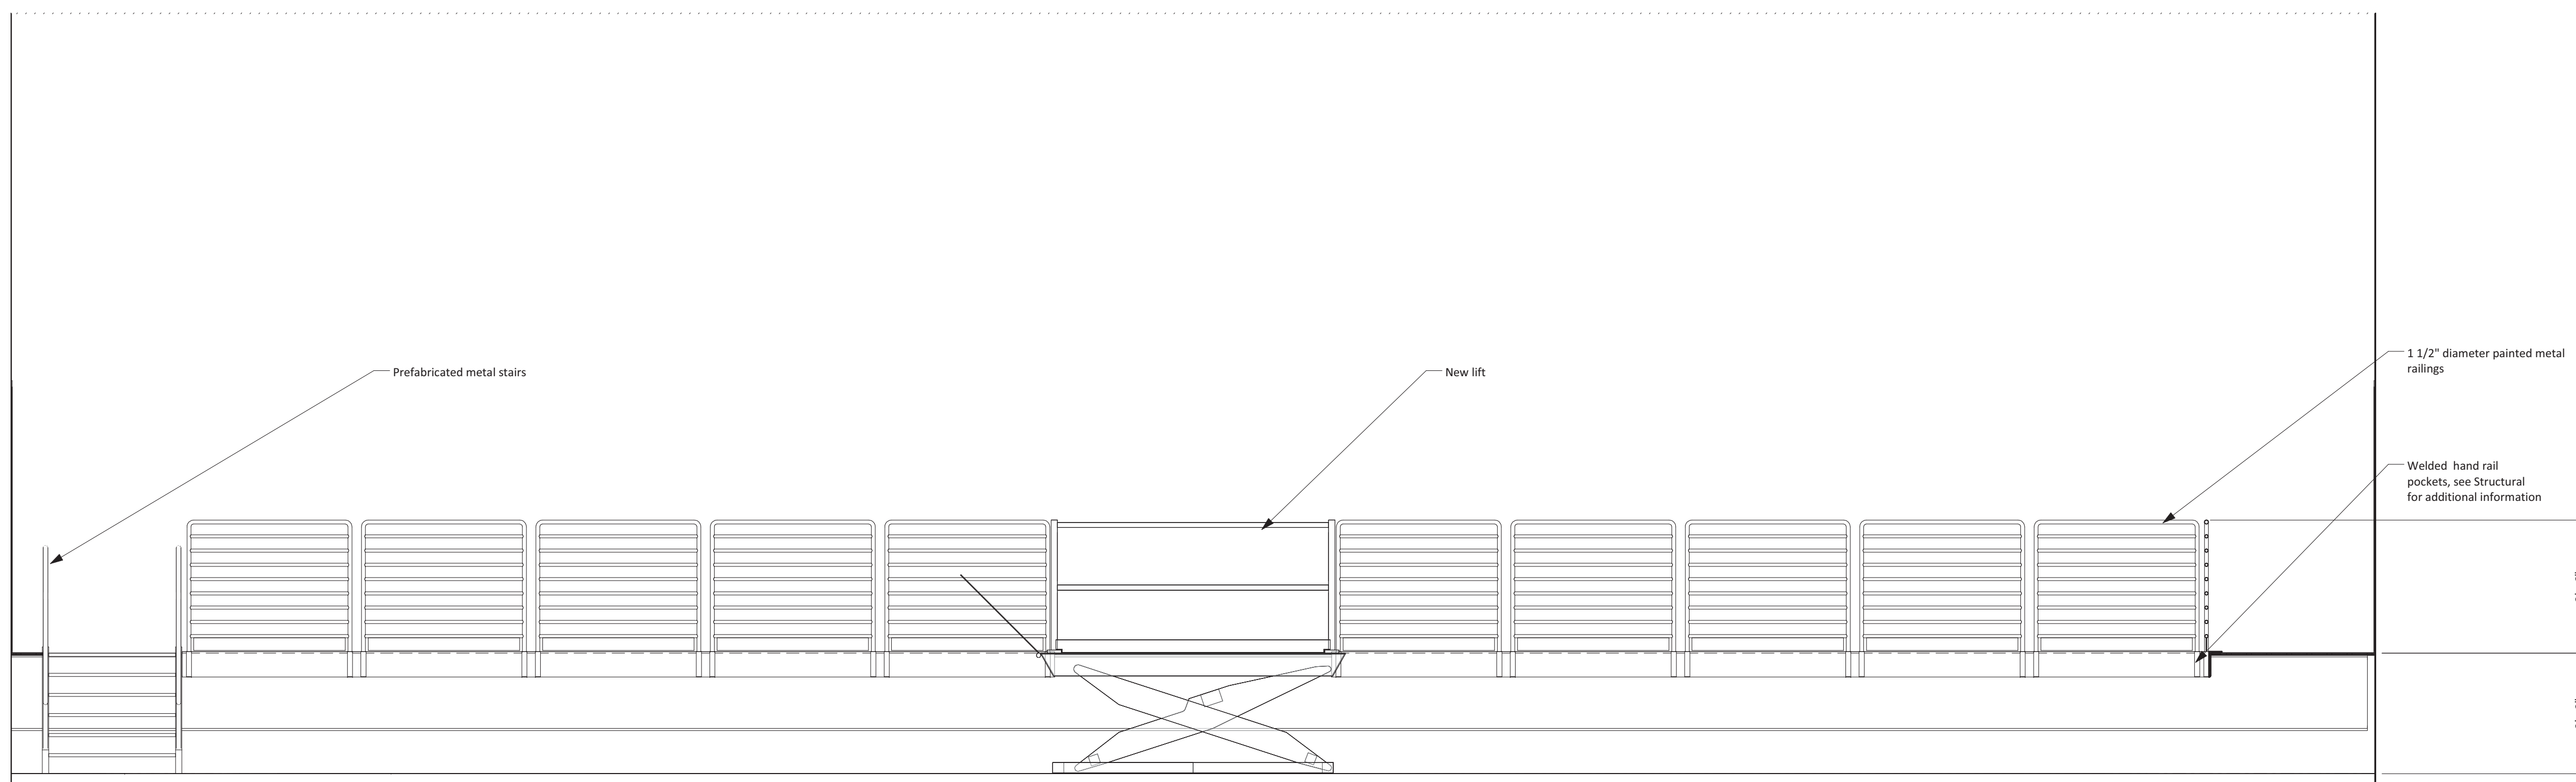 Prefabricated metal stairs
New lift
1 1/2" diameter painted metal
railings
Welded hand rail
pockets, see Structural
for additional information